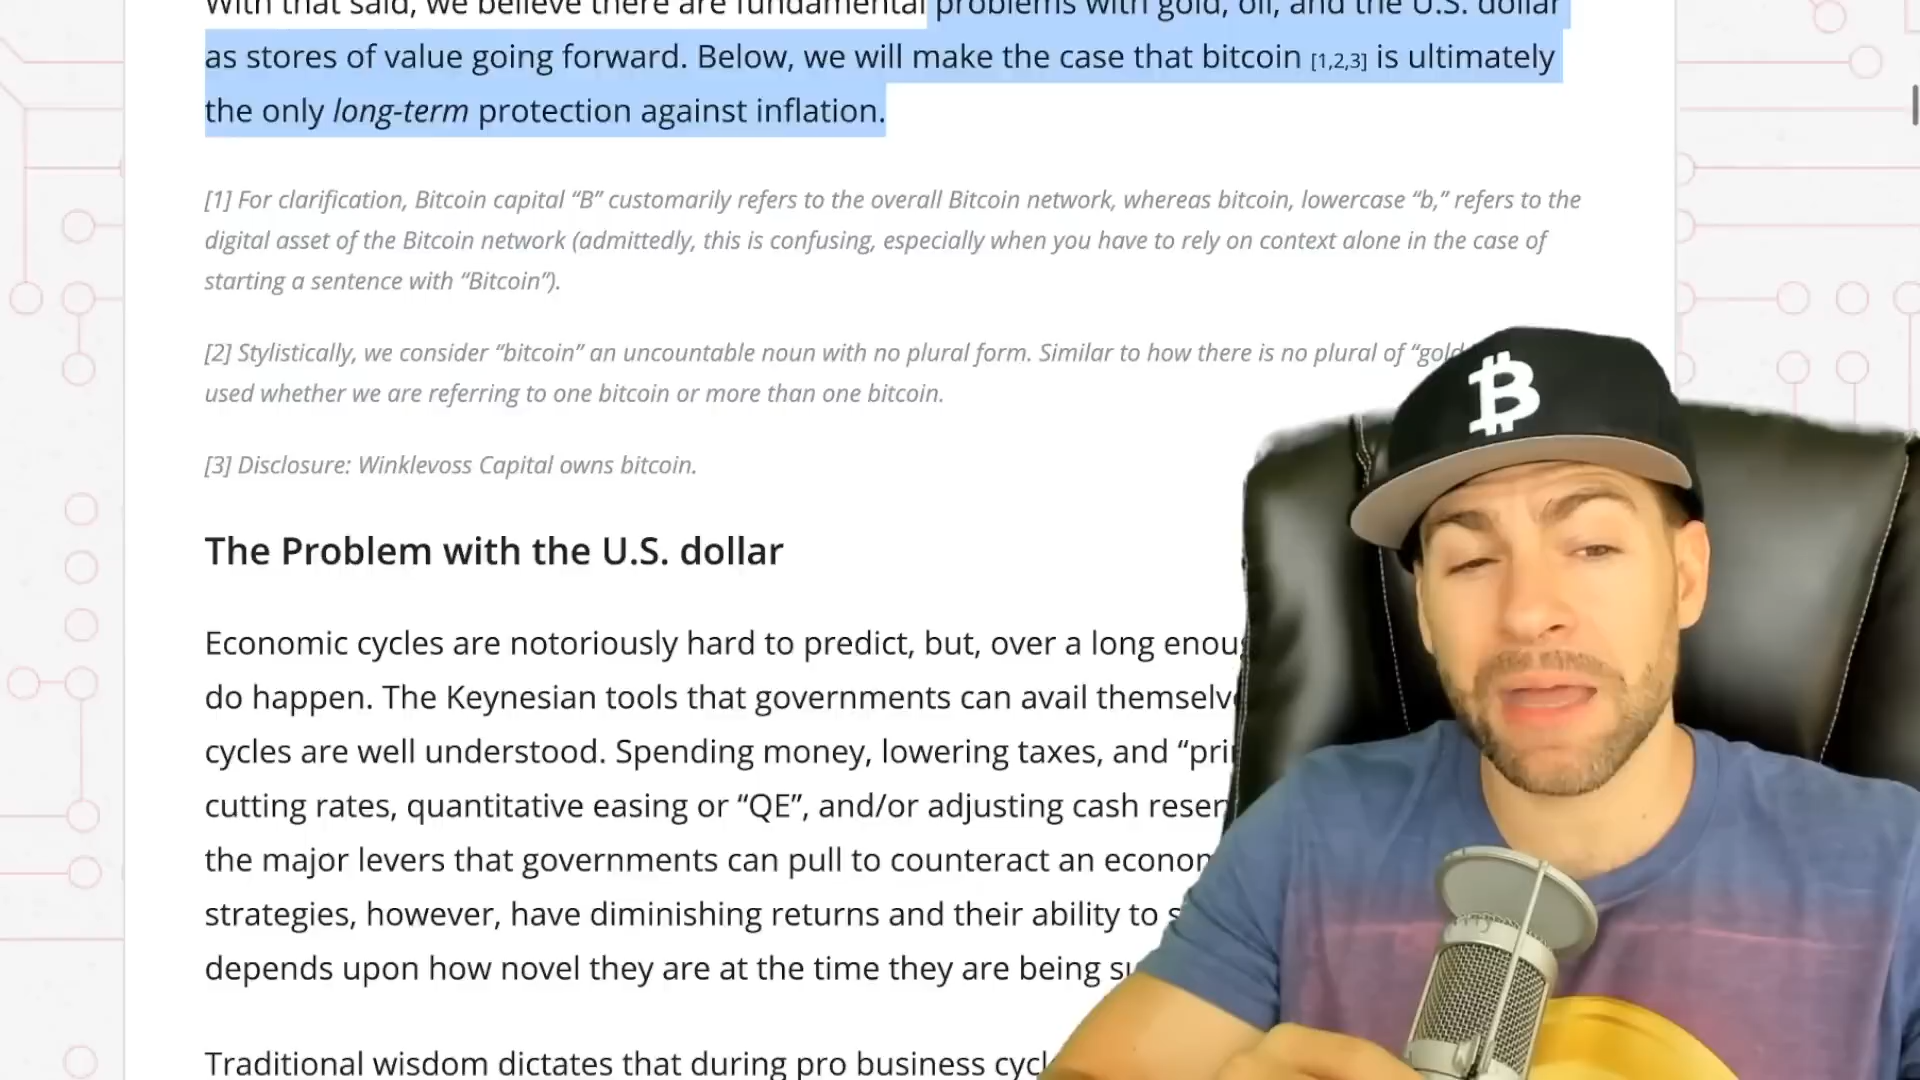 With that said, we believe there are fundamental problems with gold, oil, and the U.S. dollar
as stores of value going forward. Below, we will make the case that bitcoin [1,2,3] is ultimately
the only long-term protection against inflation.
[1] For clarification, Bitcoin capital “B” customarily refers to the overall Bitcoin network, whereas bitcoin, lowercase “b,” refers to the
digital asset of the Bitcoin network (admittedly, this is confusing, especially when you have to rely on context alone in the case of
starting a sentence with “Bitcoin”).
[2] Stylistically, we consider “bitcoin” an uncountable noun with no plural form. Similar to how there is no plural of “gold
used whether we are referring to one bitcoin or more than one bitcoin.
[3] Disclosure: Winklevoss Capital owns bitcoin.
The Problem with the U.S. dollar
Economic cycles are notoriously hard to predict, but, over a long
do happen. The Keynesian tools that governments can avail
cycles are well understood. Spending money, lowering taxes, and
cutting rates, quantitative easing or “QE”, and/or adjusting cash
the major levers that governments can pull to counteract an
strategies, however, have diminishing returns and their ability to
depends upon how novel they are at the time they are being
Traditional wisdom dictates that during pro business